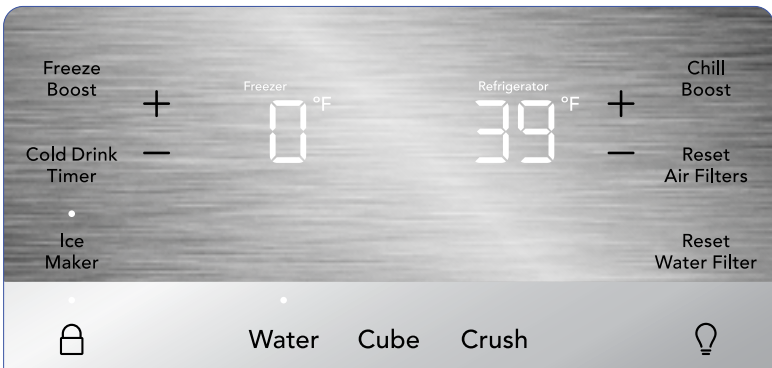 Freeze
Boost
+
Freezer
0 °F
Refrigerator
39 °F
+
Chill
Boost
Cold Drink
Timer
−
−
Reset
Air Filters
Ice
Maker
Reset
Water Filter
Water
Cube
Crush